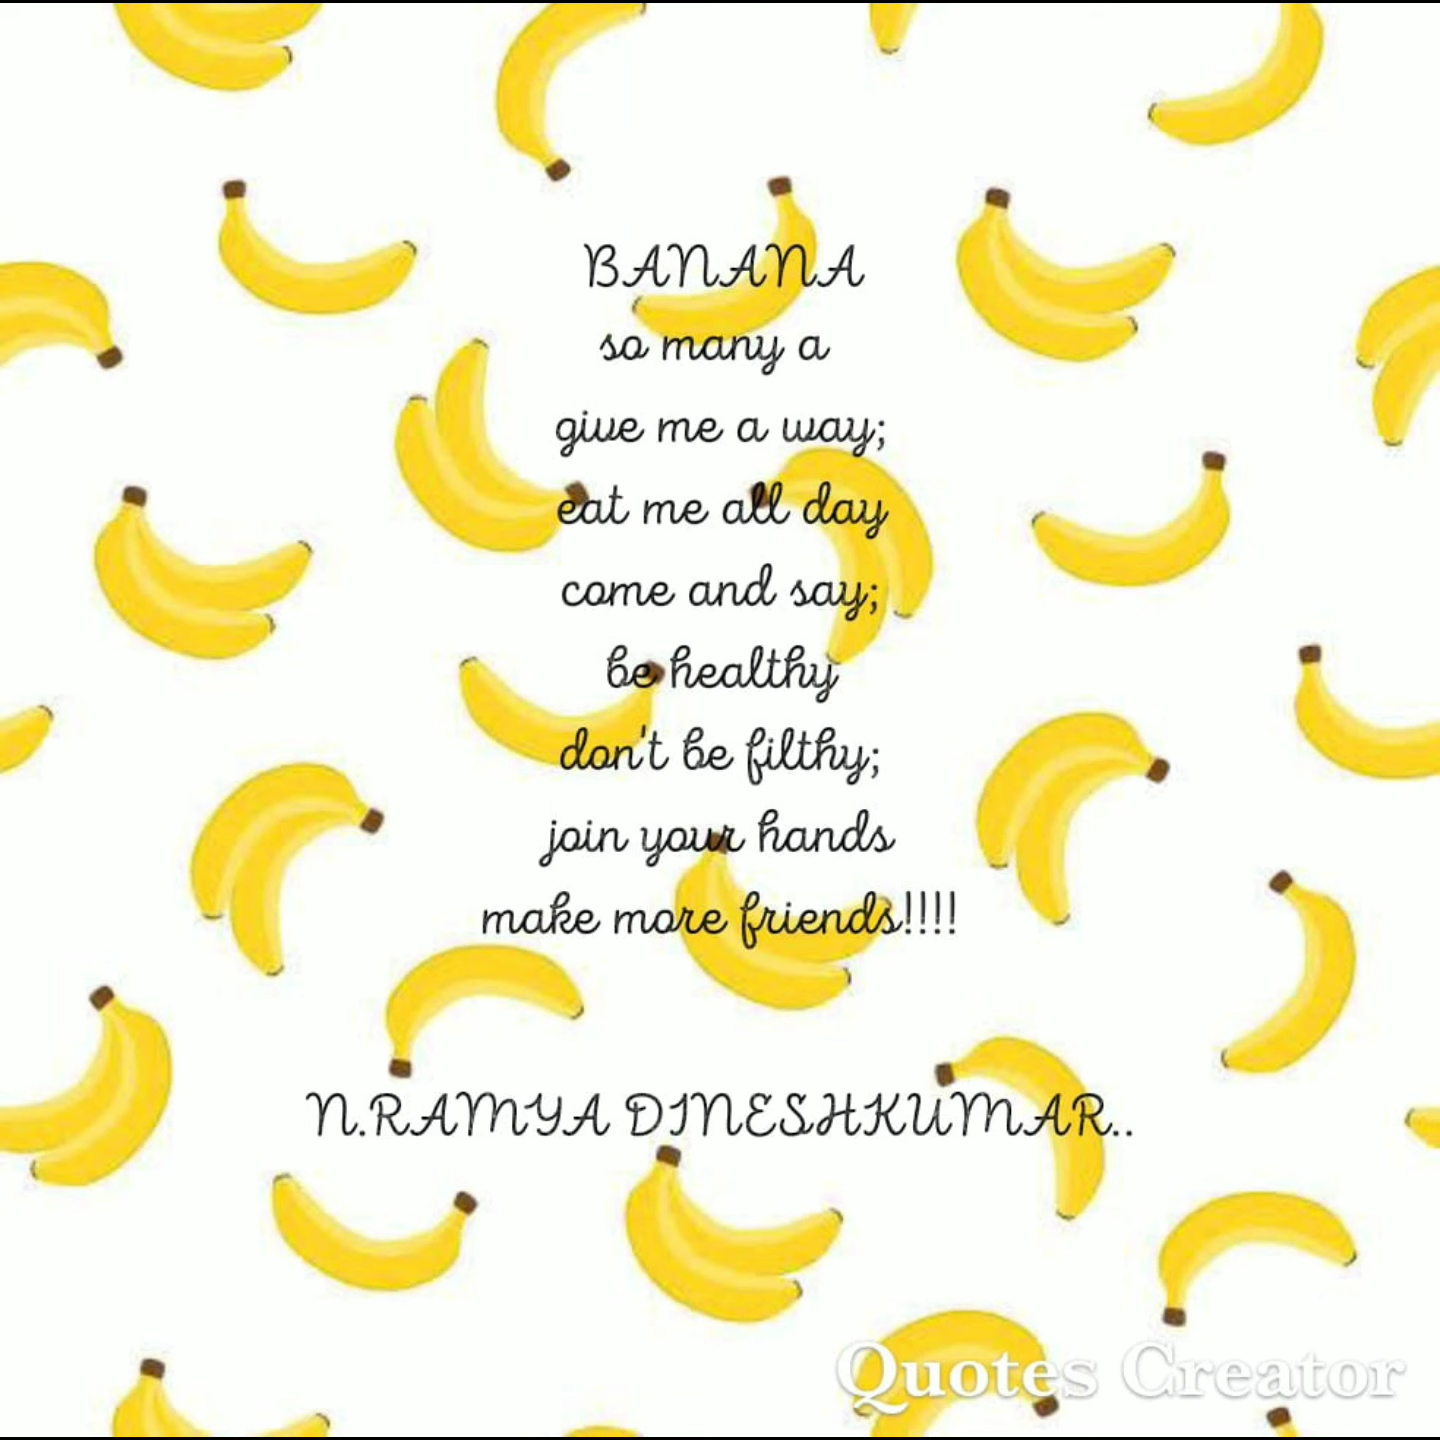 BANANA
so many a
give me a way;
eat me all day
come and say;
be healthy
don't be filthy;
join your hands
make more friends!!!!
N.RAMYA DINESHKUMAR..
Quotes Creator